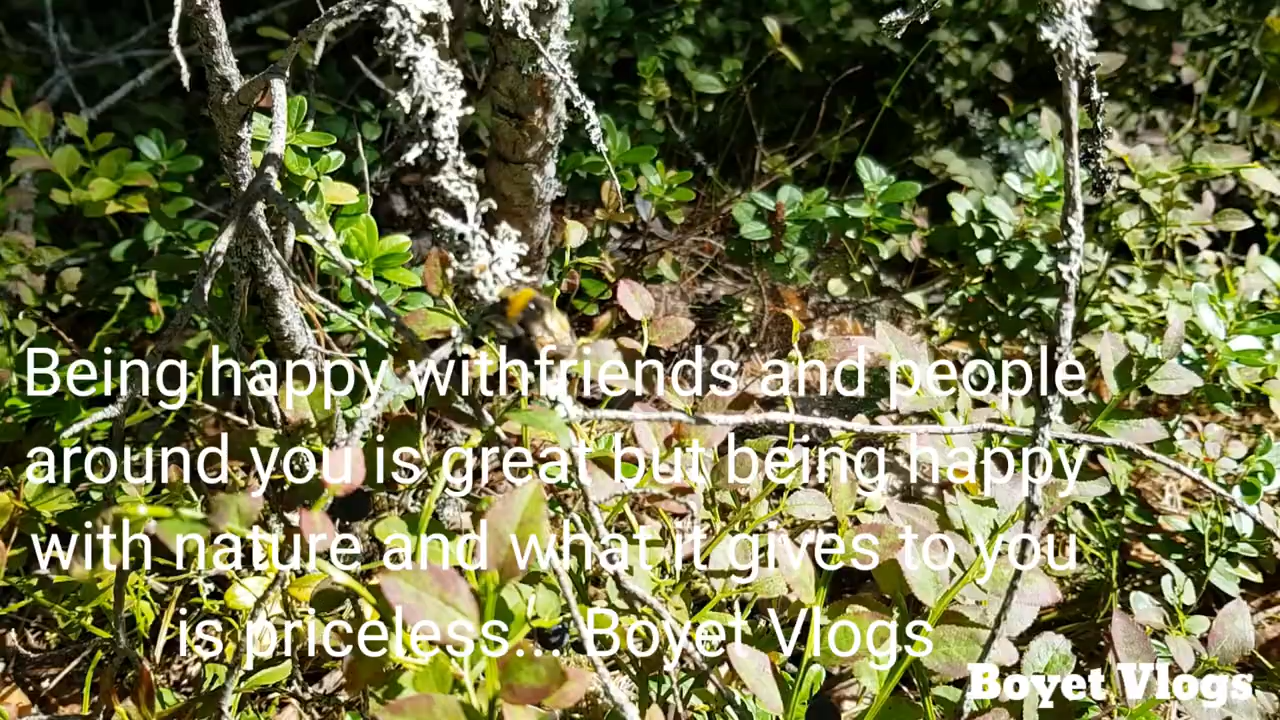 Being happy withfriends and people
around you is great but being happy
with nature and what it gives to you
is priceless... Boyet Vlogs
Boyet Vlogs